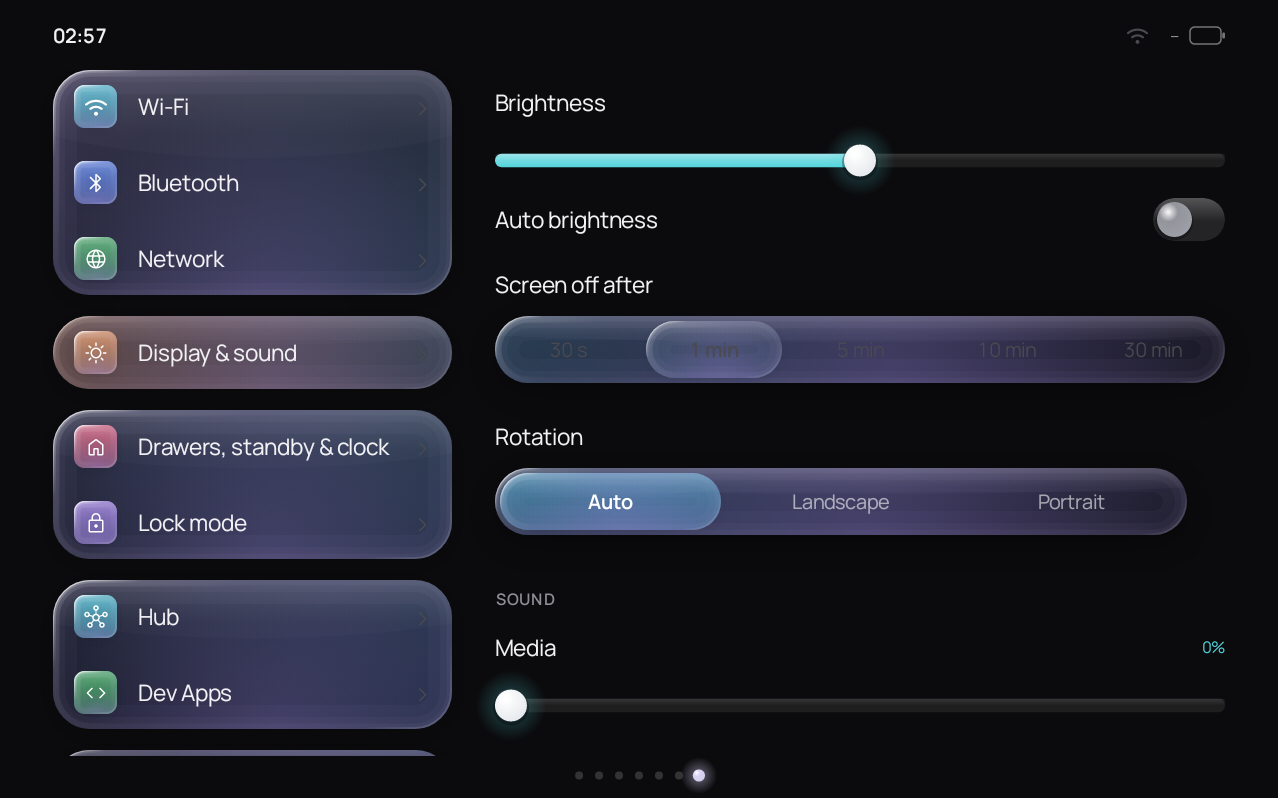 02:57
–
Wi-Fi
Bluetooth
Network
Display & sound
Drawers, standby & clock
Lock mode
Hub
Dev Apps
Brightness
Auto brightness
Screen off after
30 s 1 min 5 min 10 min 30 min
Rotation
Auto Landscape Portrait
SOUND
Media 0%